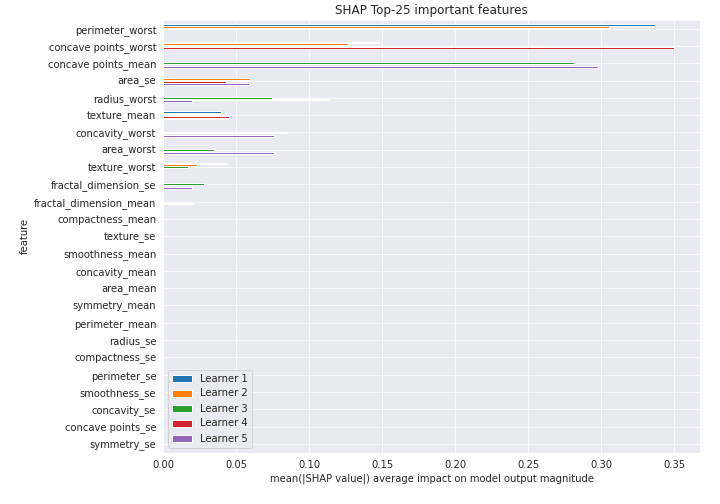 SHAP Top-25 important features
perimeter_worst
concave points_worst
concave points_mean
area_se
radius_worst
texture_mean
concavity_worst
area_worst
texture_worst
fractal_dimension_se
fractal_dimension_mean
compactness_mean
texture_se
smoothness_mean
concavity_mean
area_mean
symmetry_mean
perimeter_mean
radius_se
compactness_se
perimeter_se
smoothness_se
concavity_se
concave points_se
symmetry_se
feature
Learner 1
Learner 2
Learner 3
Learner 4
Learner 5
0.00 0.05 0.10 0.15 0.20 0.25 0.30 0.35
mean(|SHAP value|) average impact on model output magnitude